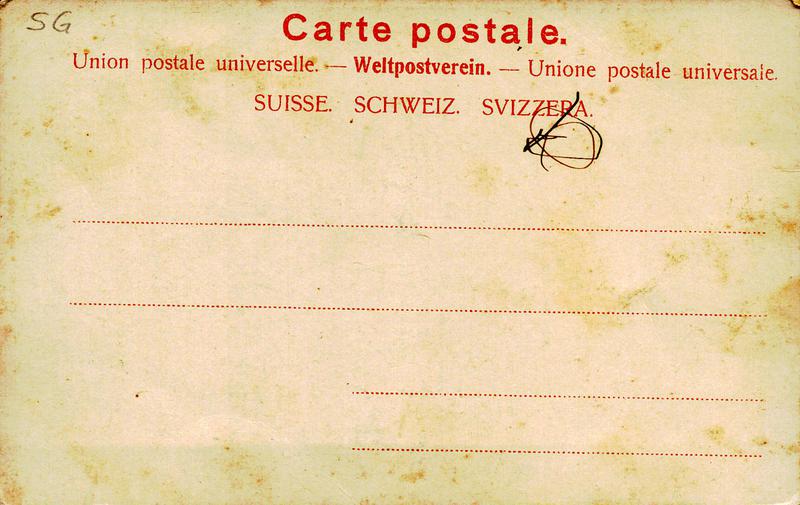 SG
Carte postale.
Union postale universelle. — Weltpostverein. — Unione postale universale.
SUISSE. SCHWEIZ. SVIZZERA.